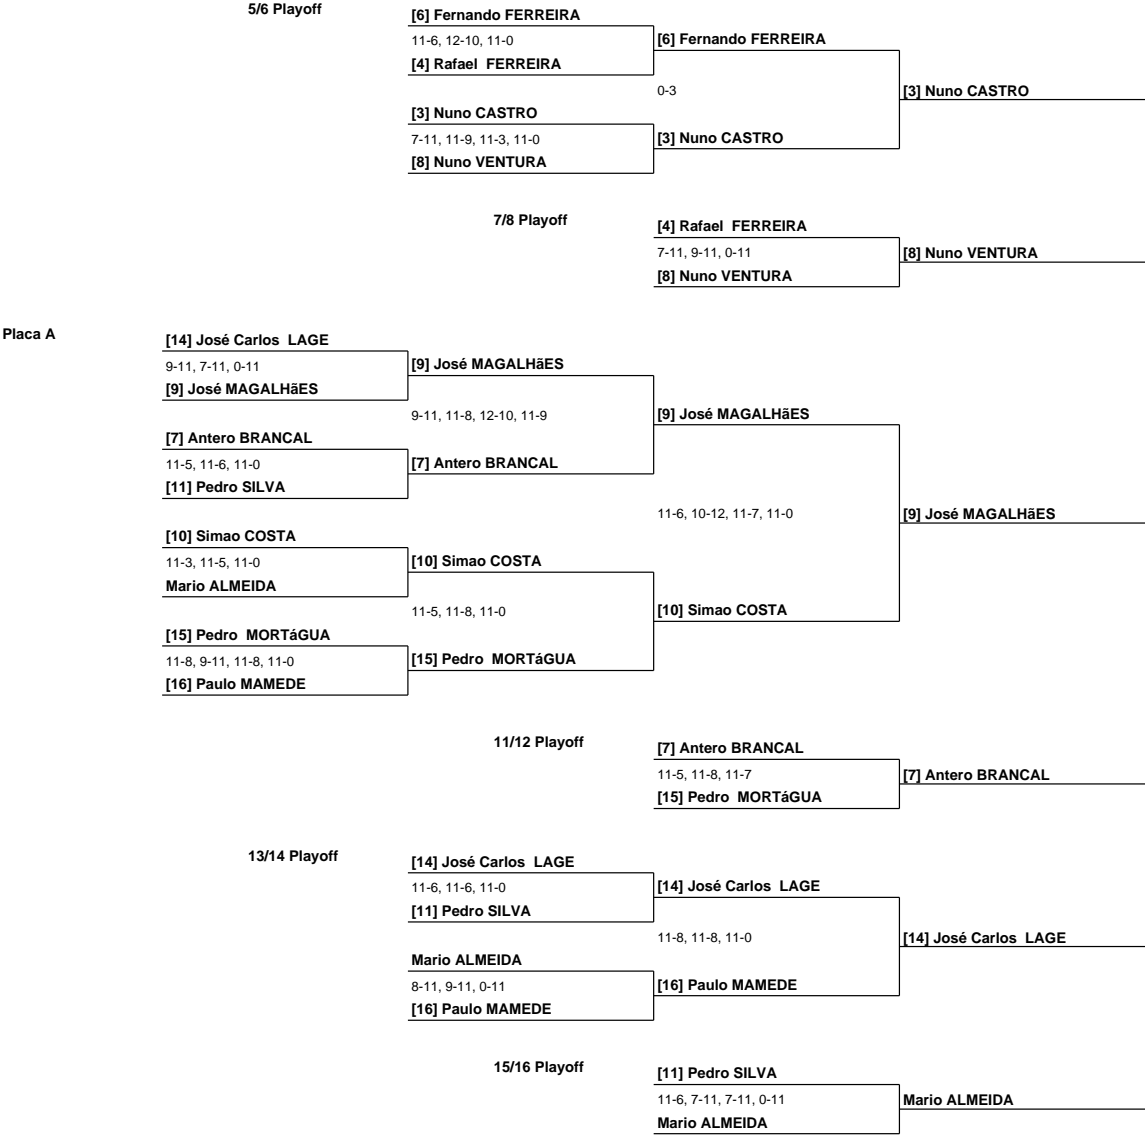 5/6 Playoff
[6] Fernando FERREIRA
11-6, 12-10, 11-0
[6] Fernando FERREIRA
[4] Rafael  FERREIRA
0-3
[3] Nuno CASTRO
[3] Nuno CASTRO
7-11, 11-9, 11-3, 11-0
[3] Nuno CASTRO
[8] Nuno VENTURA
7/8 Playoff
[4] Rafael  FERREIRA
7-11, 9-11, 0-11
[8] Nuno VENTURA
[8] Nuno VENTURA
Placa A
[14] José Carlos  LAGE
9-11, 7-11, 0-11
[9] José MAGALHãES
[9] José MAGALHãES
9-11, 11-8, 12-10, 11-9
[9] José MAGALHãES
[7] Antero BRANCAL
11-5, 11-6, 11-0
[7] Antero BRANCAL
[11] Pedro SILVA
11-6, 10-12, 11-7, 11-0
[9] José MAGALHãES
[10] Simao COSTA
11-3, 11-5, 11-0
[10] Simao COSTA
Mario ALMEIDA
11-5, 11-8, 11-0
[10] Simao COSTA
[15] Pedro  MORTáGUA
11-8, 9-11, 11-8, 11-0
[15] Pedro  MORTáGUA
[16] Paulo MAMEDE
11/12 Playoff
[7] Antero BRANCAL
11-5, 11-8, 11-7
[7] Antero BRANCAL
[15] Pedro  MORTáGUA
13/14 Playoff
[14] José Carlos  LAGE
11-6, 11-6, 11-0
[14] José Carlos  LAGE
[11] Pedro SILVA
11-8, 11-8, 11-0
[14] José Carlos  LAGE
Mario ALMEIDA
8-11, 9-11, 0-11
[16] Paulo MAMEDE
[16] Paulo MAMEDE
15/16 Playoff
[11] Pedro SILVA
11-6, 7-11, 7-11, 0-11
Mario ALMEIDA
Mario ALMEIDA